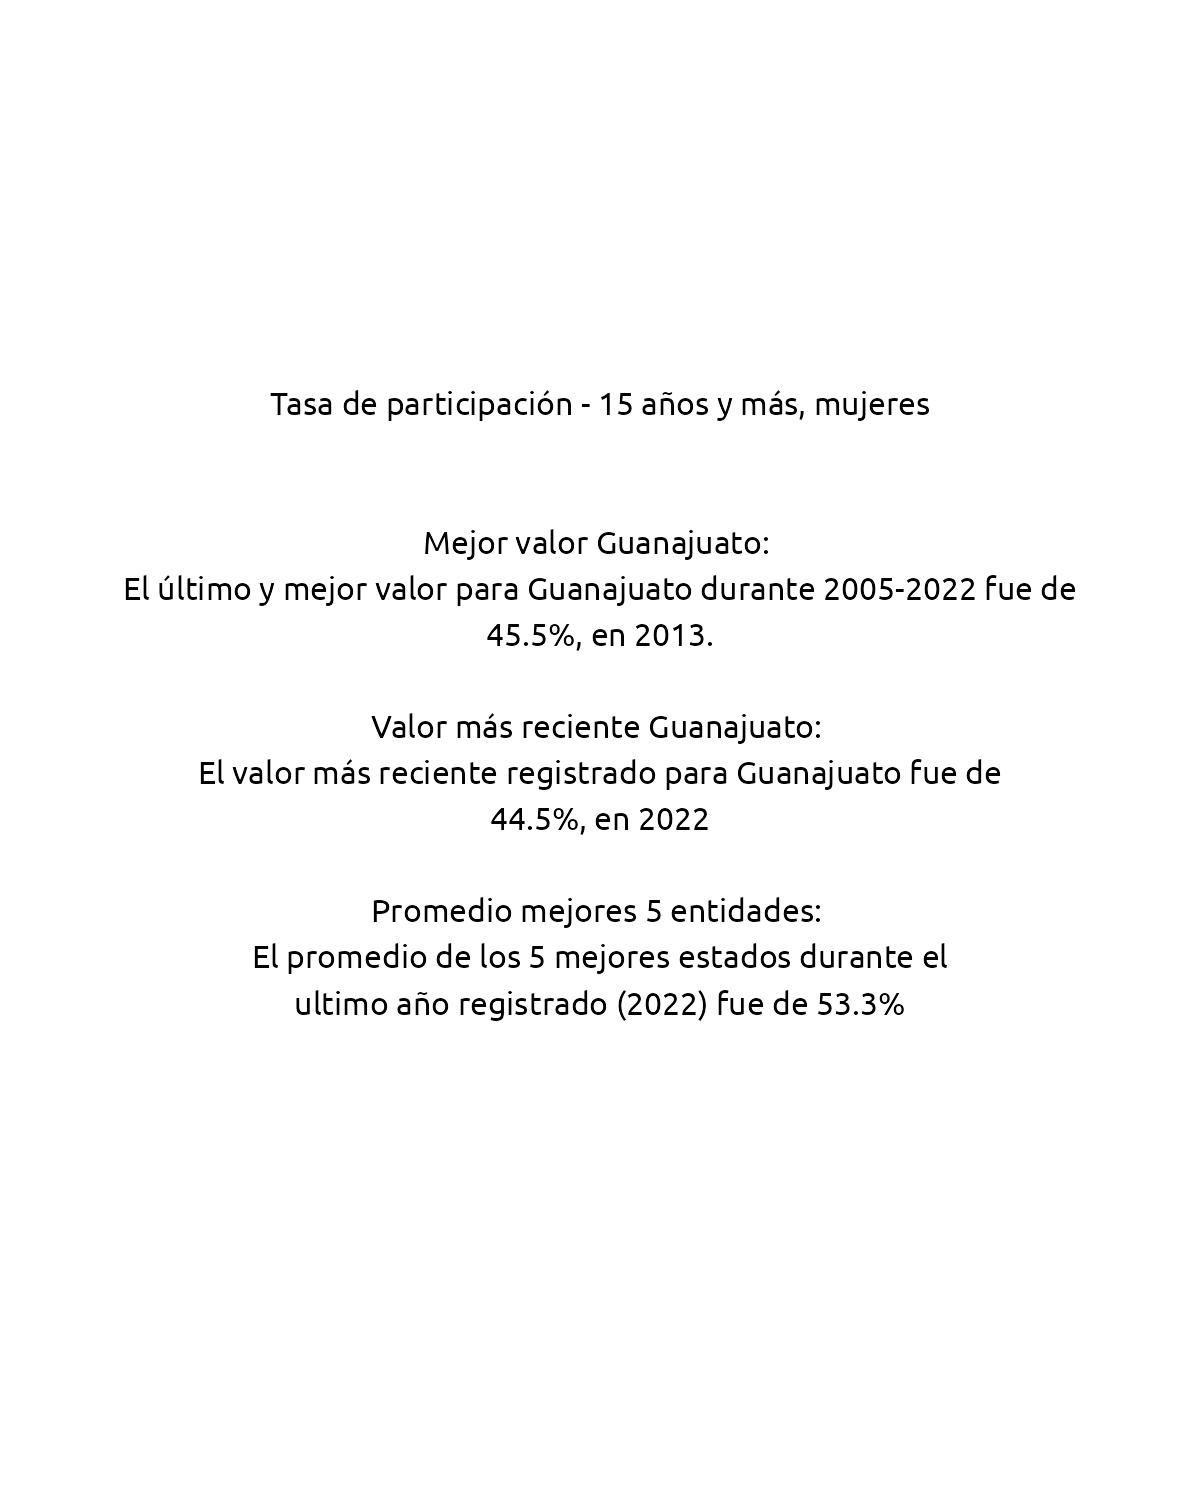 Tasa de participación - 15 años y más, mujeres
Mejor valor Guanajuato:
El último y mejor valor para Guanajuato durante 2005-2022 fue de
45.5%, en 2013.
Valor más reciente Guanajuato:
El valor más reciente registrado para Guanajuato fue de
44.5%, en 2022
Promedio mejores 5 entidades:
El promedio de los 5 mejores estados durante el
ultimo año registrado (2022) fue de 53.3%